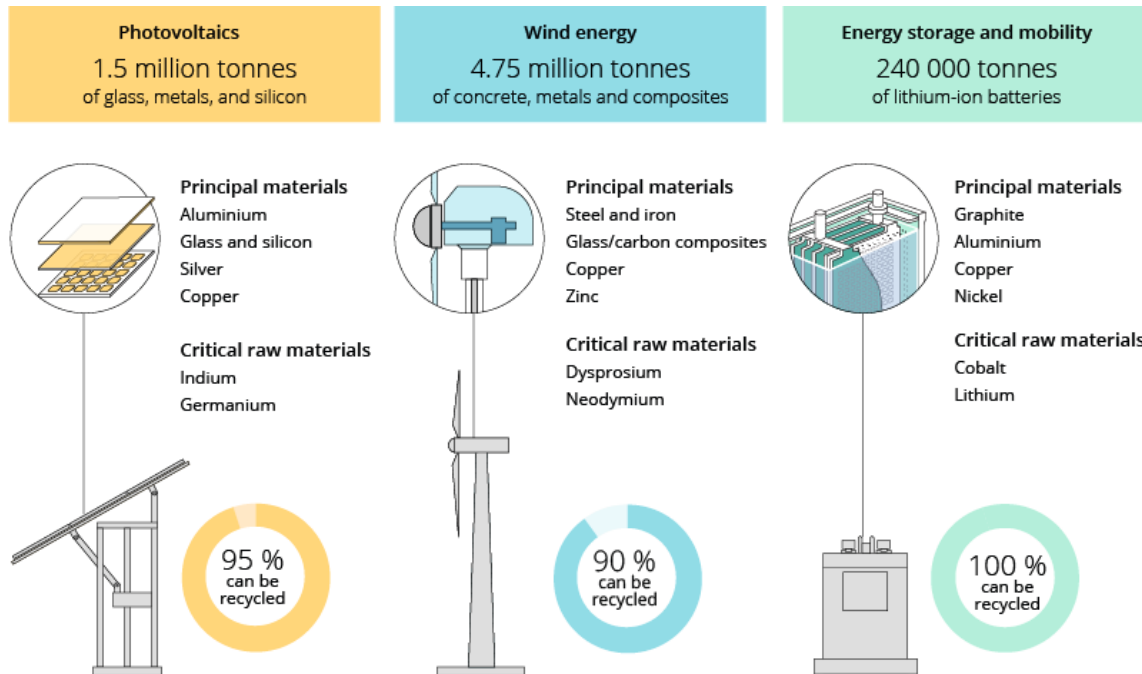 Photovoltaics
1.5 million tonnes
of glass, metals, and silicon
Wind energy
4.75 million tonnes
of concrete, metals and composites
Energy storage and mobility
240 000 tonnes
of lithium-ion batteries
Principal materials
Aluminium
Glass and silicon
Silver
Copper
Critical raw materials
Indium
Germanium
Principal materials
Steel and iron
Glass/carbon composites
Copper
Zinc
Critical raw materials
Dysprosium
Neodymium
Principal materials
Graphite
Aluminium
Copper
Nickel
Critical raw materials
Cobalt
Lithium
95 %
can be
recycled
90 %
can be
recycled
100 %
can be
recycled